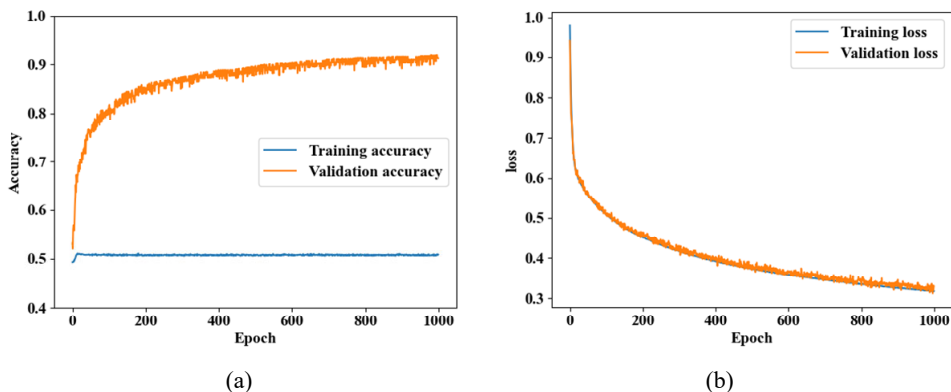 1.0
0.9
0.8
0.7
0.6
0.5
0.4
Accuracy
Training accuracy
Validation accuracy
0 200 400 600 800 1000
Epoch
(a)
loss
1.0
0.9
0.8
0.7
0.6
0.5
0.4
0.3
loss
Training loss
Validation loss
0 200 400 600 800 1000
Epoch
(b)